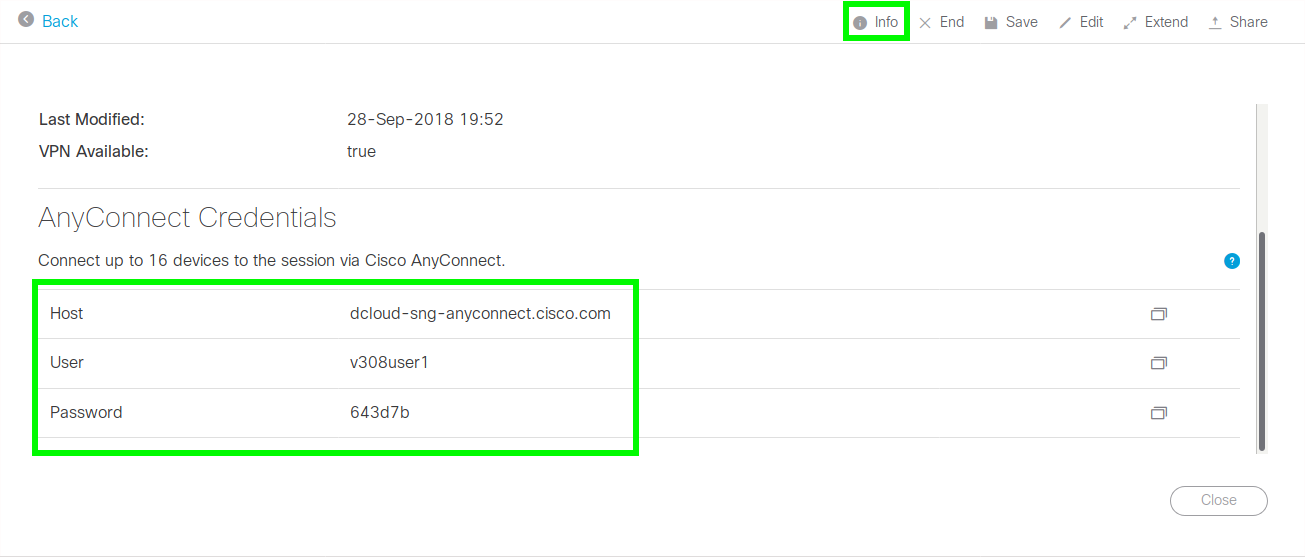 Back
Info End Save Edit Extend Share
Last Modified: 28-Sep-2018 19:52
VPN Available: true
AnyConnect Credentials
Connect up to 16 devices to the session via Cisco AnyConnect. ?
Host dcloud-sng-anyconnect.cisco.com
User v308user1
Password 643d7b
Close